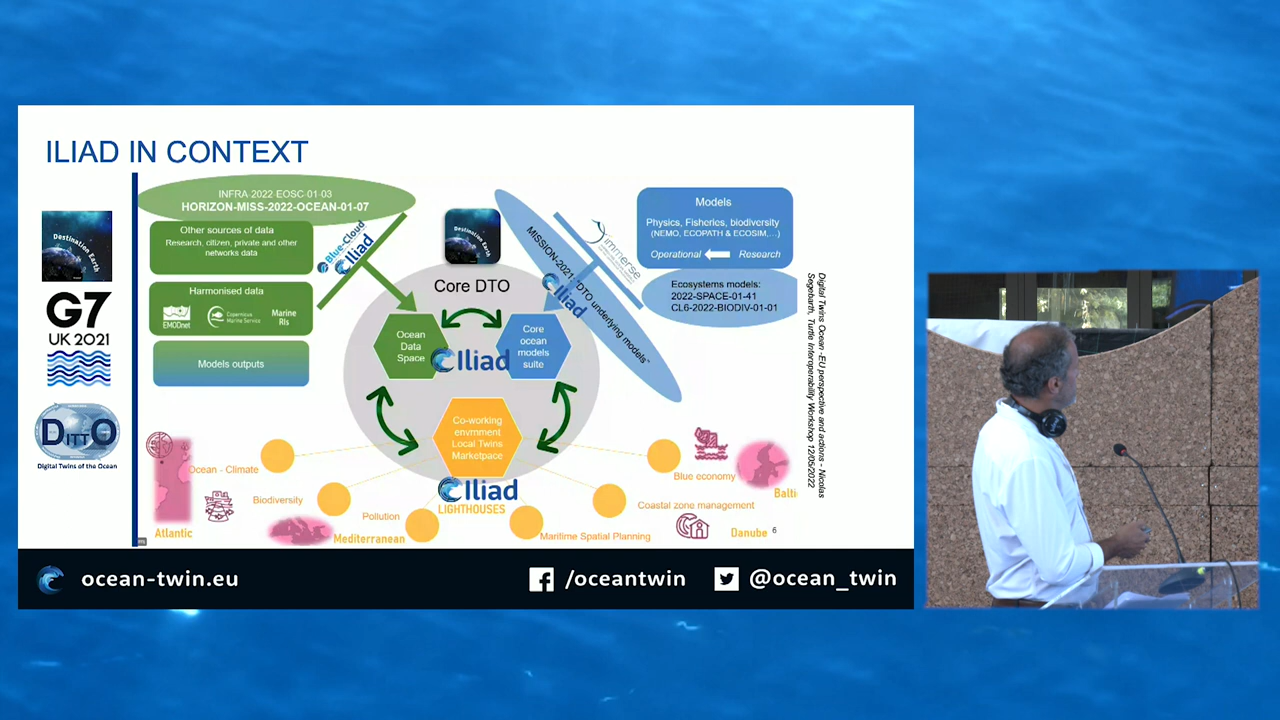 ILIAD IN CONTEXT
Destination Earth
G7
UK 2021
DITTO
Digital Twins of the Ocean
INFRA-2022-EOSC-01-03
HORIZON-MISS-2022-OCEAN-01-07
Other sources of data
Research, citizen, private and other
networks data
Harmonised data
EMODnet
Copernicus
Marine Service
Marine
RIs
Models outputs
Blue-Cloud
Iliad
Destination Earth
Core DTO
Ocean
Data
Space
Iliad
Core
ocean
models
suite
Co-working
envrnment
Local Twins
Marketpace
Iliad
LIGHTHOUSES
MISSION-2021 "DTO underlying models"
Iliad
immerse
Models
Physics, Fisheries, biodiversity
(NEMO, ECOPATH & ECOSIM,...)
Operational
Research
Ecosystems models:
2022-SPACE-01-41
CL6-2022-BIODIV-01-01
Digital Twins Ocean -EU perspective and actions - Nicolas
Segebarth, Turtle Interoperability Workshop 12/05/2022
Ocean - Climate
Biodiversity
Pollution
Atlantic
Mediterranean
Blue economy
Coastal zone management
Maritime Spatial Planning
Balti
Danube
6
ocean-twin.eu
/oceantwin
@ocean_twin